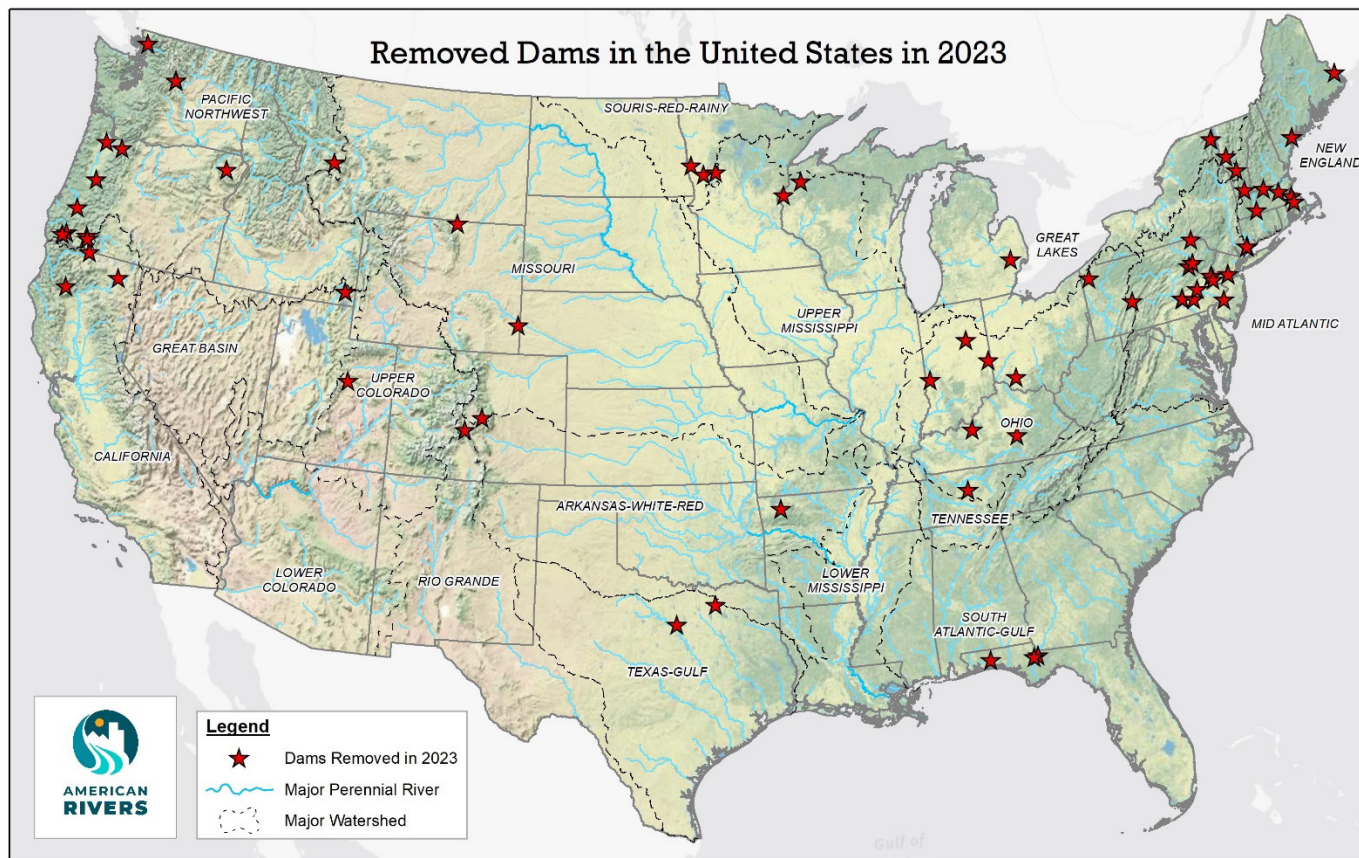 Removed Dams in the United States in 2023
PACIFIC
NORTHWEST
SOURIS-RED-RAINY
NEW
ENGLAND
GREAT
LAKES
MISSOURI
UPPER
MISSISSIPPI
MID ATLANTIC
GREAT BASIN
UPPER
COLORADO
OHIO
CALIFORNIA
ARKANSAS-WHITE-RED
TENNESSEE
LOWER
COLORADO
RIO GRANDE
LOWER
MISSISSIPPI
SOUTH
ATLANTIC-GULF
TEXAS-GULF
AMERICAN
RIVERS
Legend
Dams Removed in 2023
Major Perennial River
Major Watershed
Gulf of